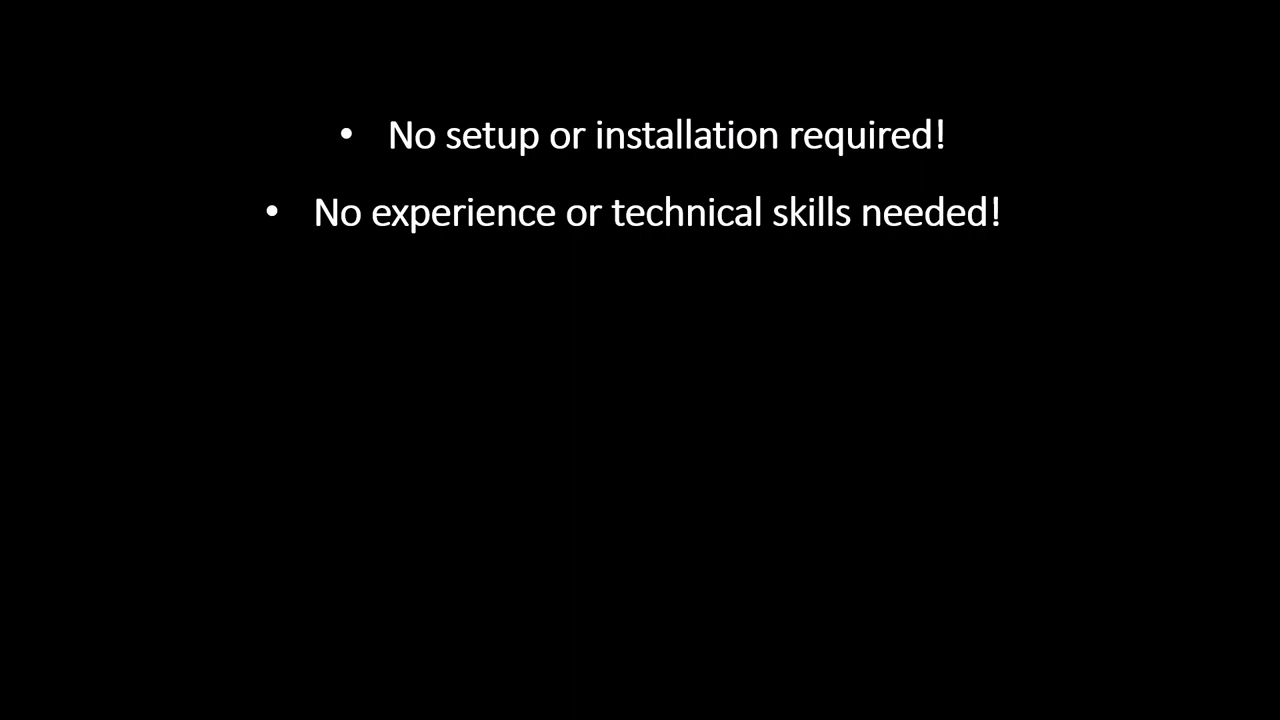 • No setup or installation required!
• No experience or technical skills needed!